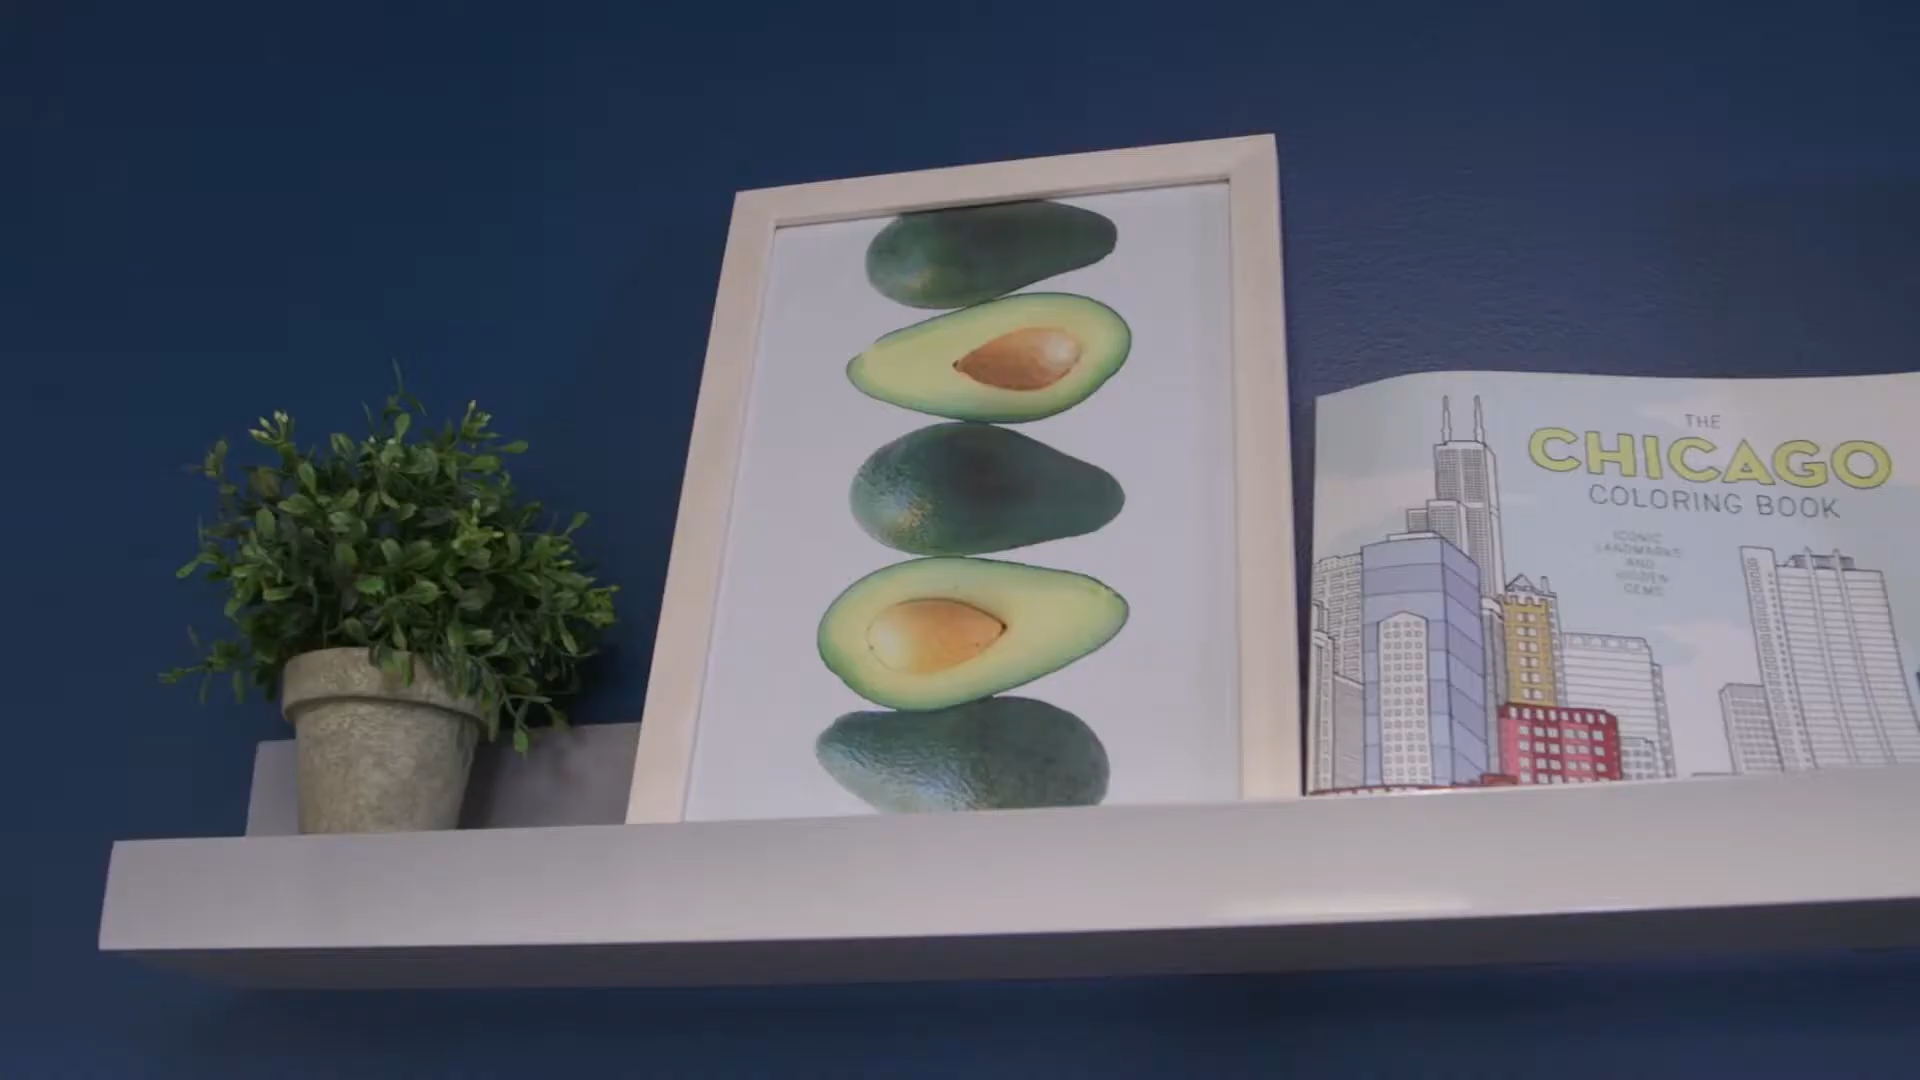 THE
CHICAGO
COLORING BOOK
ICONIC
LANDMARKS
AND
HIDDEN
GEMS